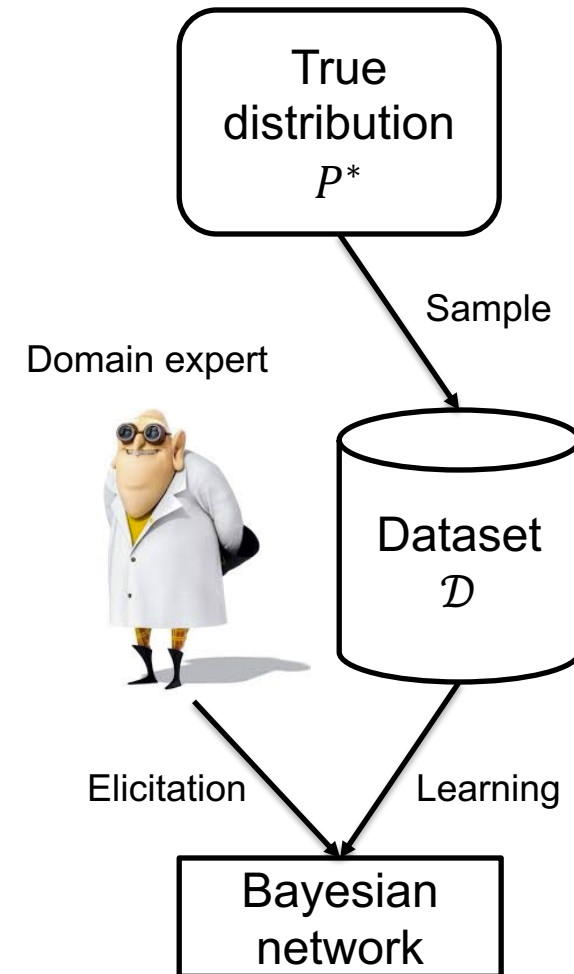 True
distribution
P*
Sample
Domain expert
Dataset
𝒟
Elicitation
Learning
Bayesian
network